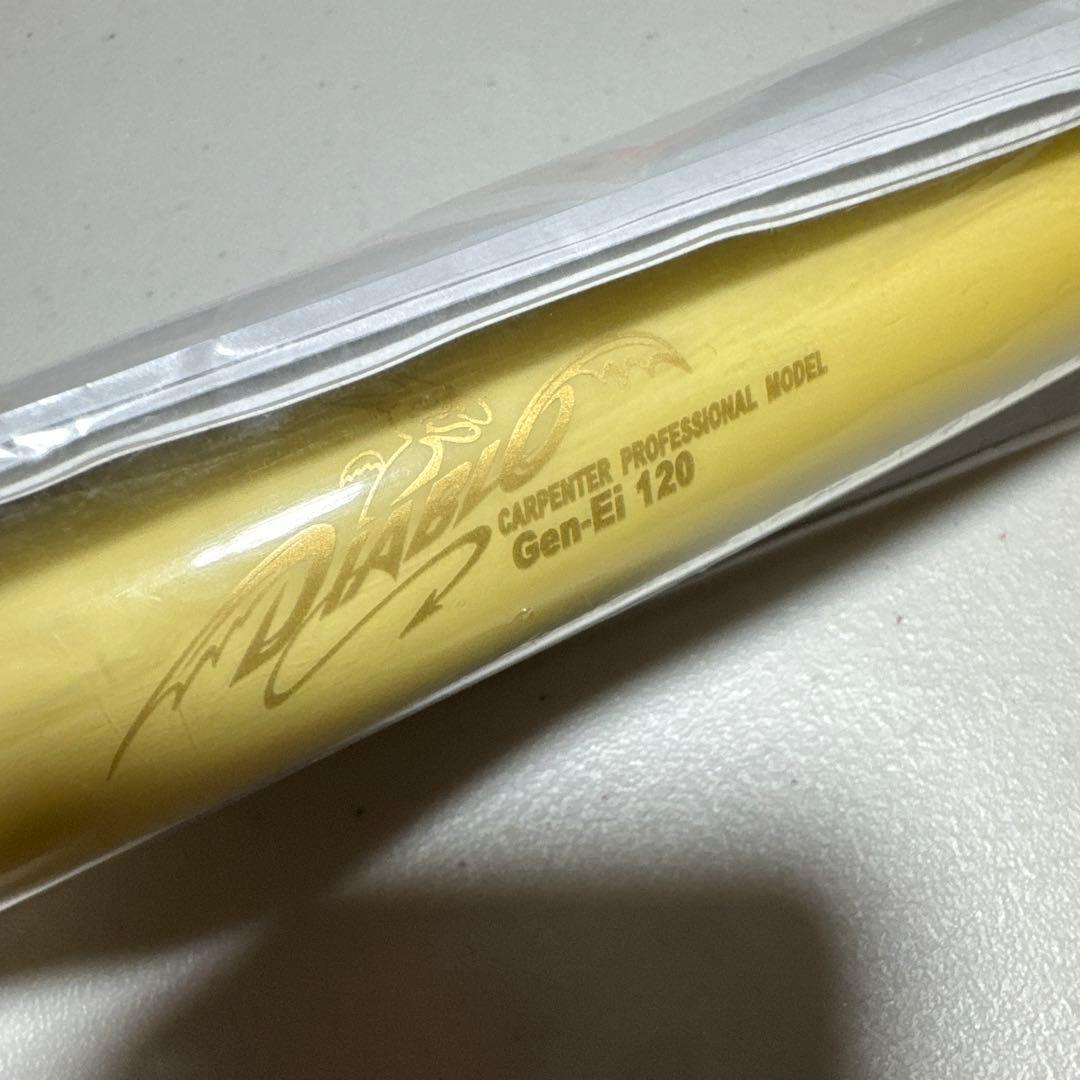 DIABLO
CARPENTER PROFESSIONAL MODEL
Gen-Ei 120